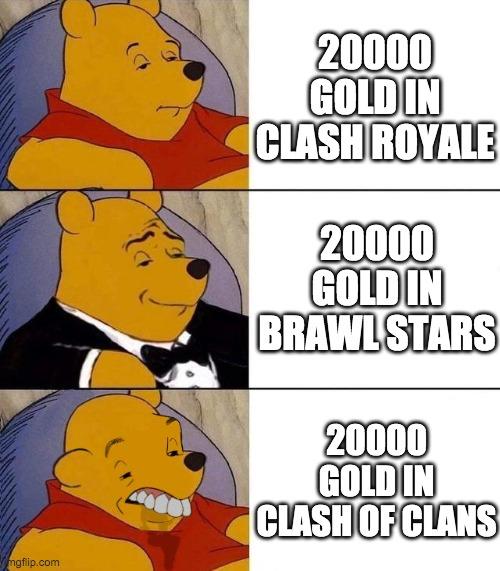 20000
GOLD IN
CLASH ROYALE
20000
GOLD IN
BRAWL STARS
20000
GOLD IN
CLASH OF CLANS
imgflip.com